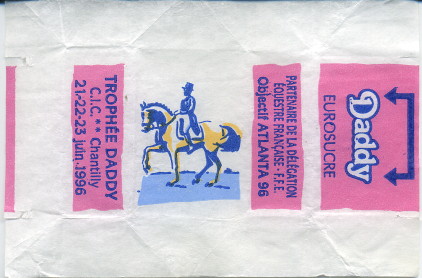 TROPHÉE DADDY
C.I.C. ** Chantilly
21-22-23 juin 1996
PARTENAIRE DE LA DÉLÉGATION
ÉQUESTRE FRANÇAISE - F.F.E.
Objectif ATLANTA 96
Daddy
EUROSUCRE